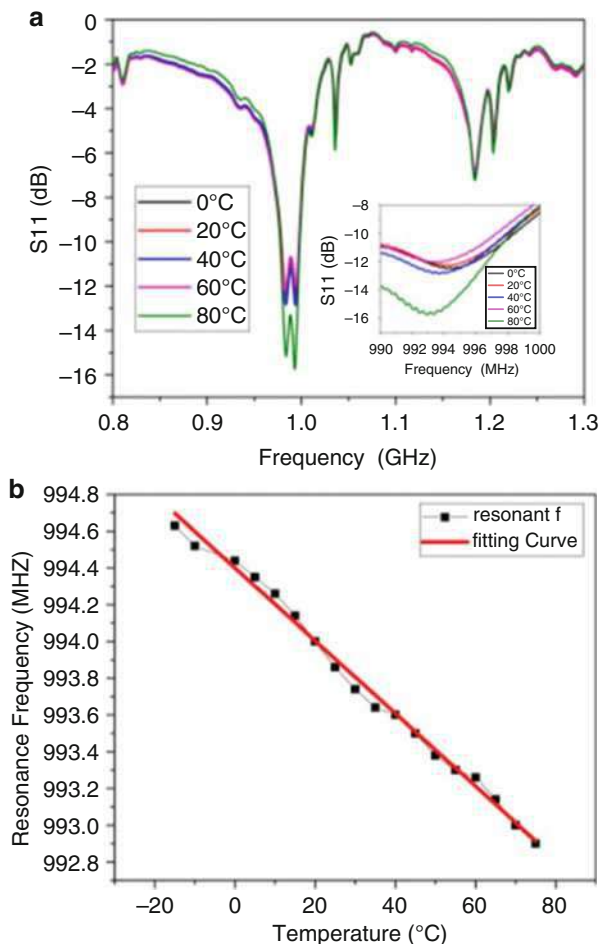 a
0
−2
−4
−6
−8
−10
−12
−14
−16
S11 (dB)
0°C
20°C
40°C
60°C
80°C
−8
−10
−12
−14
−16
S11 (dB)
0°C
20°C
40°C
60°C
80°C
990 992 994 996 998 1000
Frequency (MHz)
0.8 0.9 1.0 1.1 1.2 1.3
Frequency (GHz)
b
994.8
994.6
994.4
994.2
994.0
993.8
993.6
993.4
993.2
993.0
992.8
Resonance Frequency (MHZ)
resonant f
fitting Curve
−20 0 20 40 60 80
Temperature (°C)